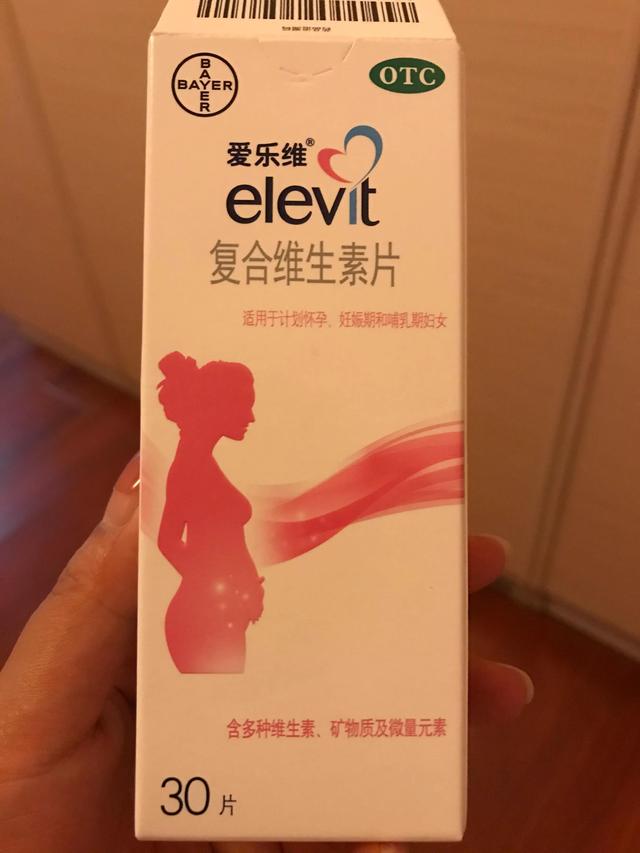 BAYER
BAYER
OTC
爱乐维®
elevit
复合维生素片
适用于计划怀孕、妊娠期和哺乳期妇女
含多种维生素、矿物质及微量元素
30 片